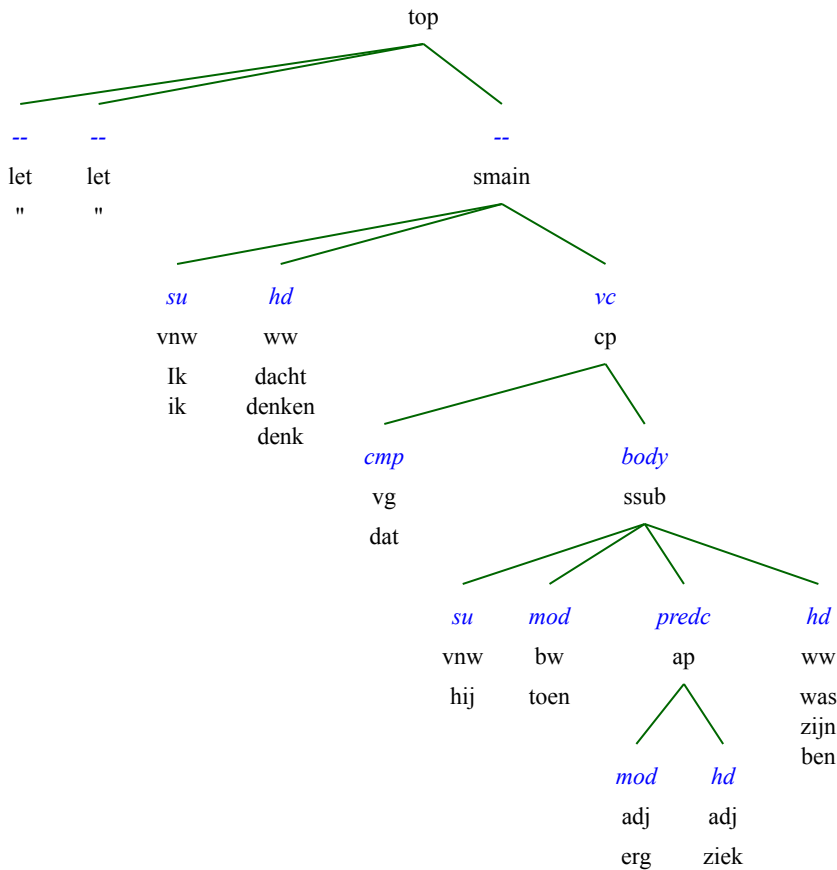 top
-- -- --
let let smain
" "
su hd vc
vnw ww cp
Ik dacht
ik denken
denk
cmp body
vg ssub
dat
su mod predc hd
vnw bw ap ww
hij toen was
zijn
ben
mod hd
adj adj
erg ziek